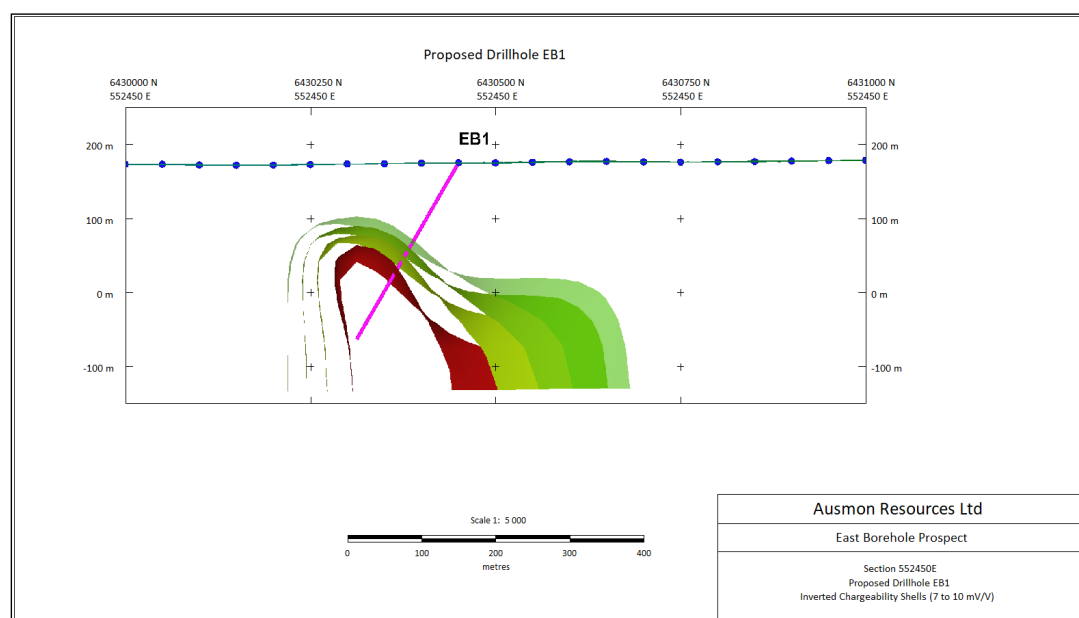 Proposed Drillhole EB1
6430000 N 6430250 N 6430500 N 6430750 N 6431000 N
552450 E 552450 E 552450 E 552450 E 552450 E
EB1
200 m 200 m
100 m 100 m
0 m 0 m
-100 m -100 m
Scale 1: 5 000
0 100 200 300 400
metres
Ausmon Resources Ltd
East Borehole Prospect
Section 552450E
Proposed Drillhole EB1
Inverted Chargeability Shells (7 to 10 mV/V)